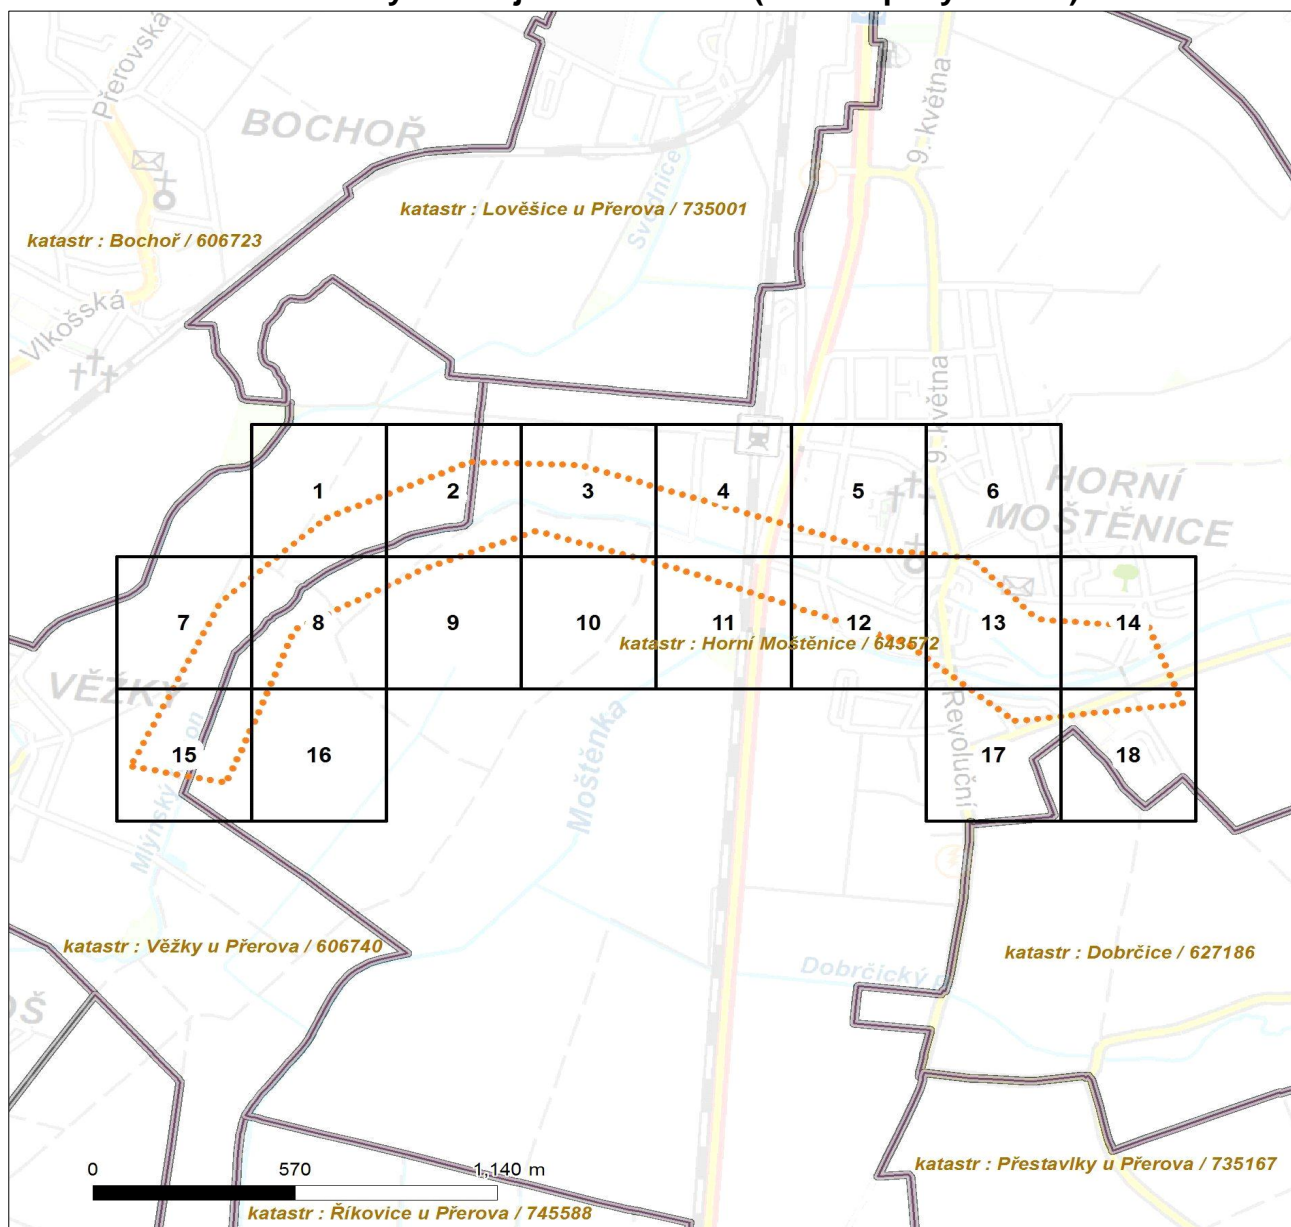 Přerovská
BOCHOŘ
9. května
Svodnice
katastr : Lověšice u Přerova / 735001
katastr : Bochoř / 606723
Vlkošská
9. května
1
2
3
4
5
6
HORNÍ
MOŠTĚNICE
7
8
9
10
11
12
13
14
katastr : Horní Moštěnice / 643572
VĚŽKY
15
16
17
18
Revoluční
Moštěnka
Mlýnský
katastr : Věžky u Přerova / 606740
katastr : Dobrčice / 627186
Dobrčický
katastr : Přestavlky u Přerova / 735167
0
570
1,140 m
katastr : Říkovice u Přerova / 745588